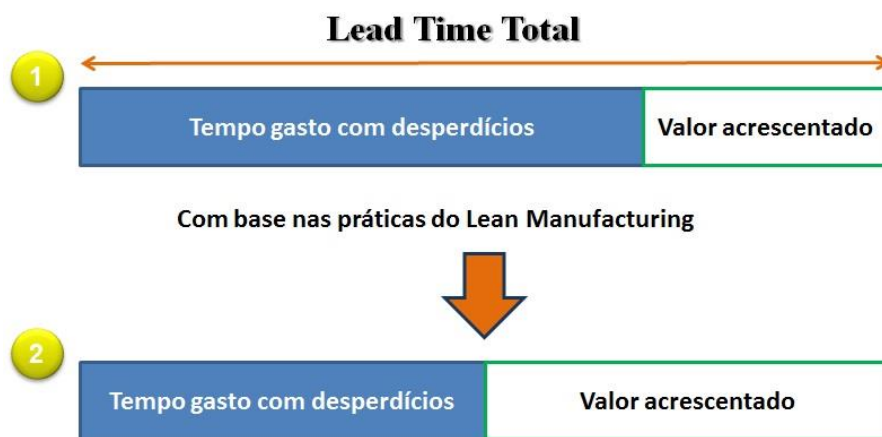 Lead Time Total
1
Tempo gasto com desperdícios
Valor acrescentado
Com base nas práticas do Lean Manufacturing
2
Tempo gasto com desperdícios
Valor acrescentado